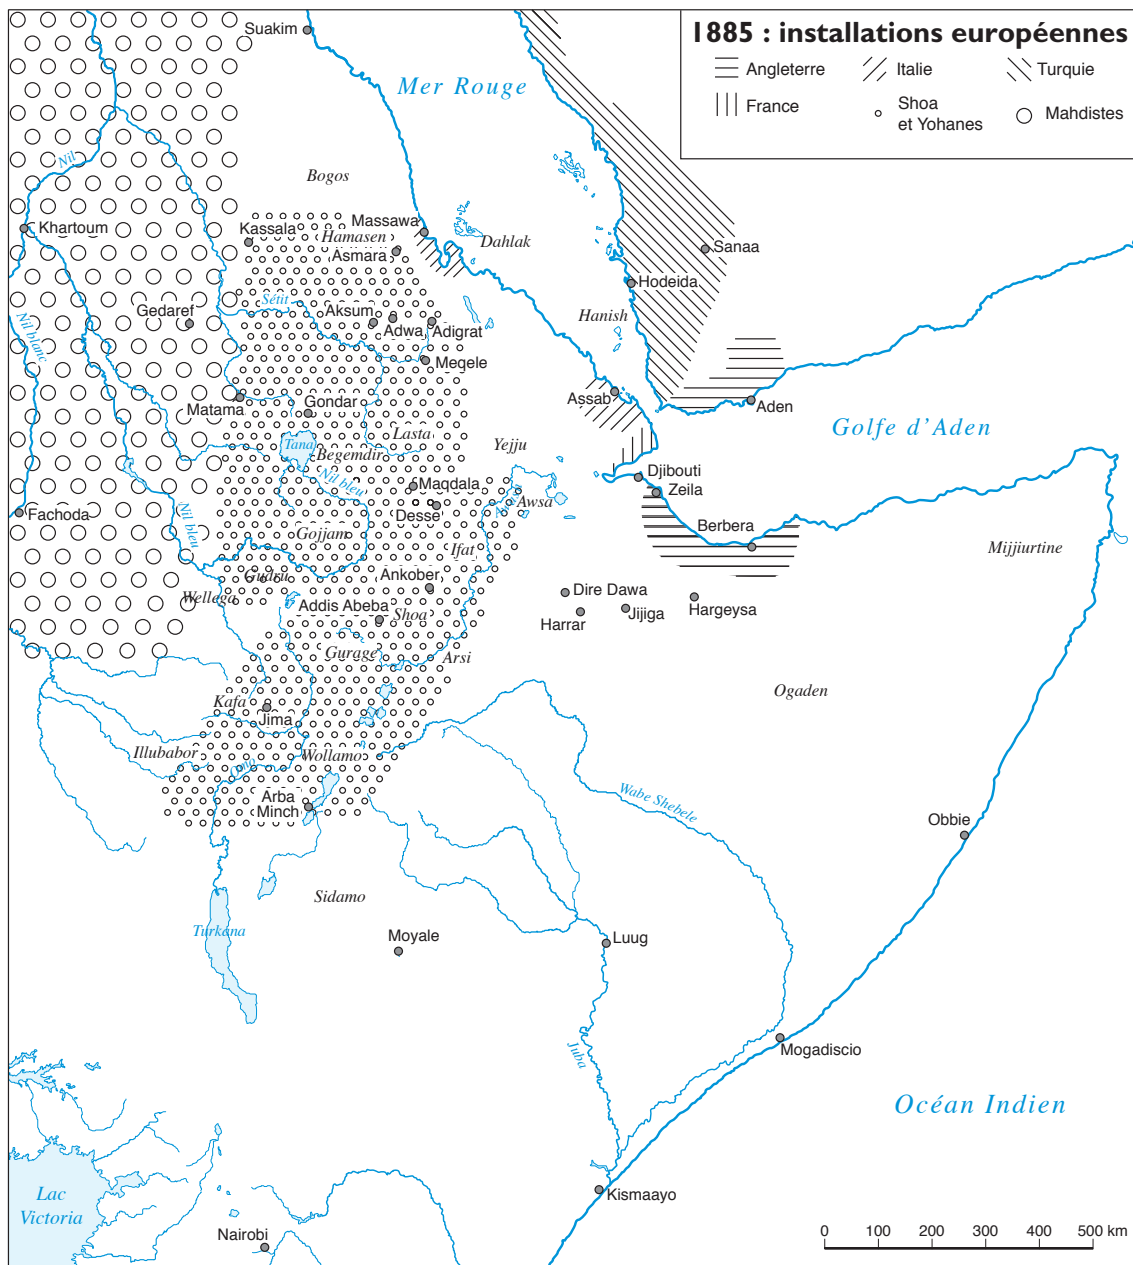 1885 : installations européennes
Angleterre
Italie
Turquie
France
Shoa
et Yohanes
Mahdistes
Suakim
Mer Rouge
Nil
Bogos
Khartoum
Kassala
Massawa
Hamasen
Asmara
Dahlak
Sanaa
Hodeida
Sétit
Gedaref
Aksum
Adwa
Adigrat
Hanish
Nil blanc
Megele
Matama
Gondar
Assab
Aden
Golfe d'Aden
Tana
Begemdir
Lasta
Yejju
Nil bleu
Maqdala
Djibouti
Zeila
Fachoda
Nil bleu
Desse
Awsa
Gojjam
Ifat
Berbera
Mijjiurtine
Gudru
Ankober
Dire Dawa
Wellega
Addis Abeba
Shoa
Harrar
Jijiga
Hargeysa
Gurage
Arsi
Kafa
Jima
Ogaden
Illubabor
Omo
Wollamo
Arba
Minch
Wabe Shebele
Obbie
Sidamo
Turkana
Moyale
Luug
Juba
Mogadiscio
Océan Indien
Lac
Victoria
Kismaayo
Nairobi
0 100 200 300 400 500 km